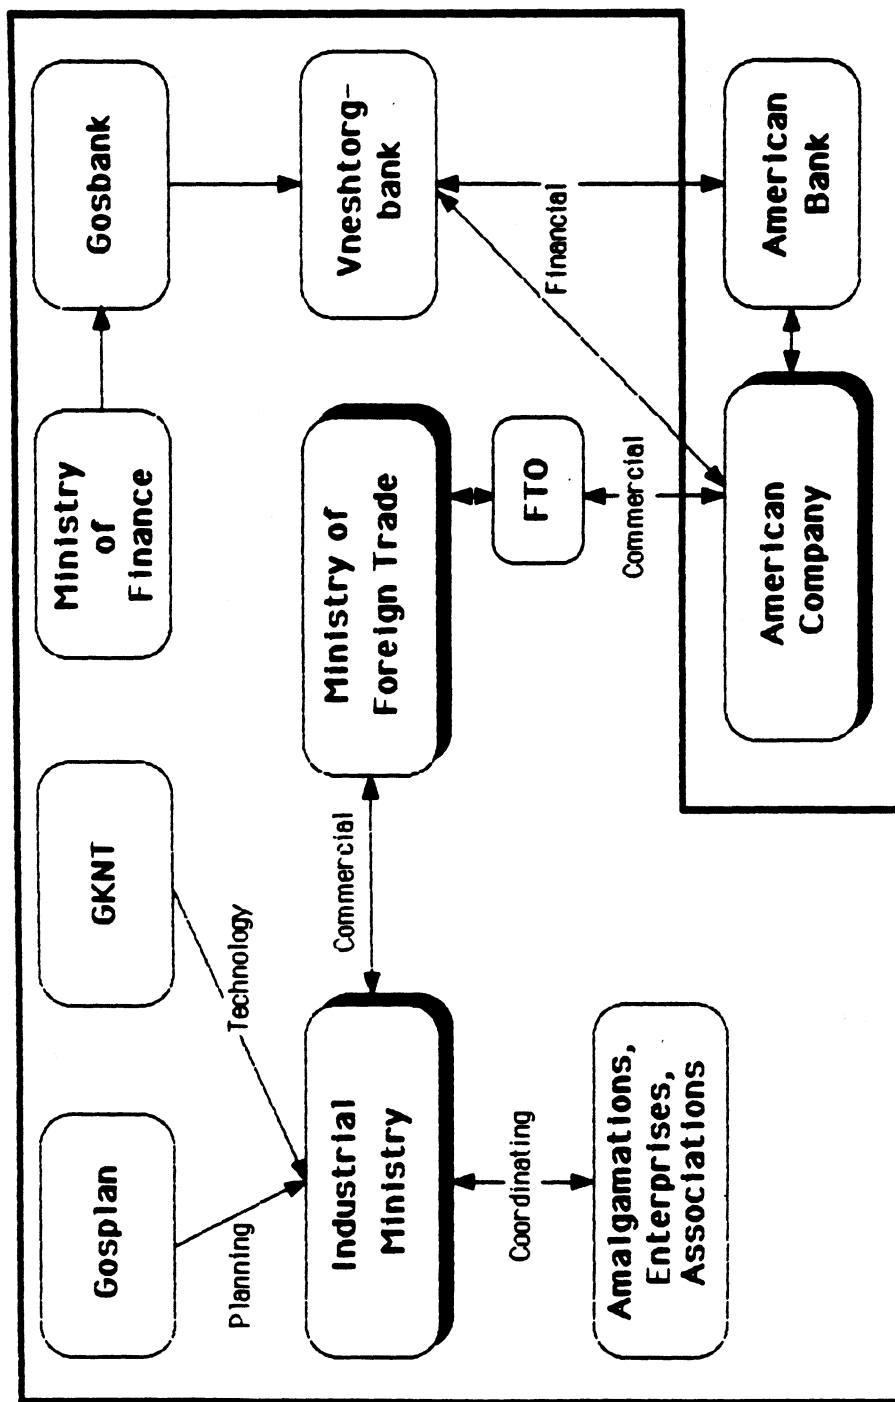 Gosplan
GKNT
Ministry
of
Finance
Gosbank
Planning
Technology
Industrial
Ministry
Commercial
Ministry of
Foreign Trade
Vneshtorg-
bank
Coordinating
FTO
Financial
Amalgamations,
Enterprises,
Associations
Commercial
American
Company
American
Bank